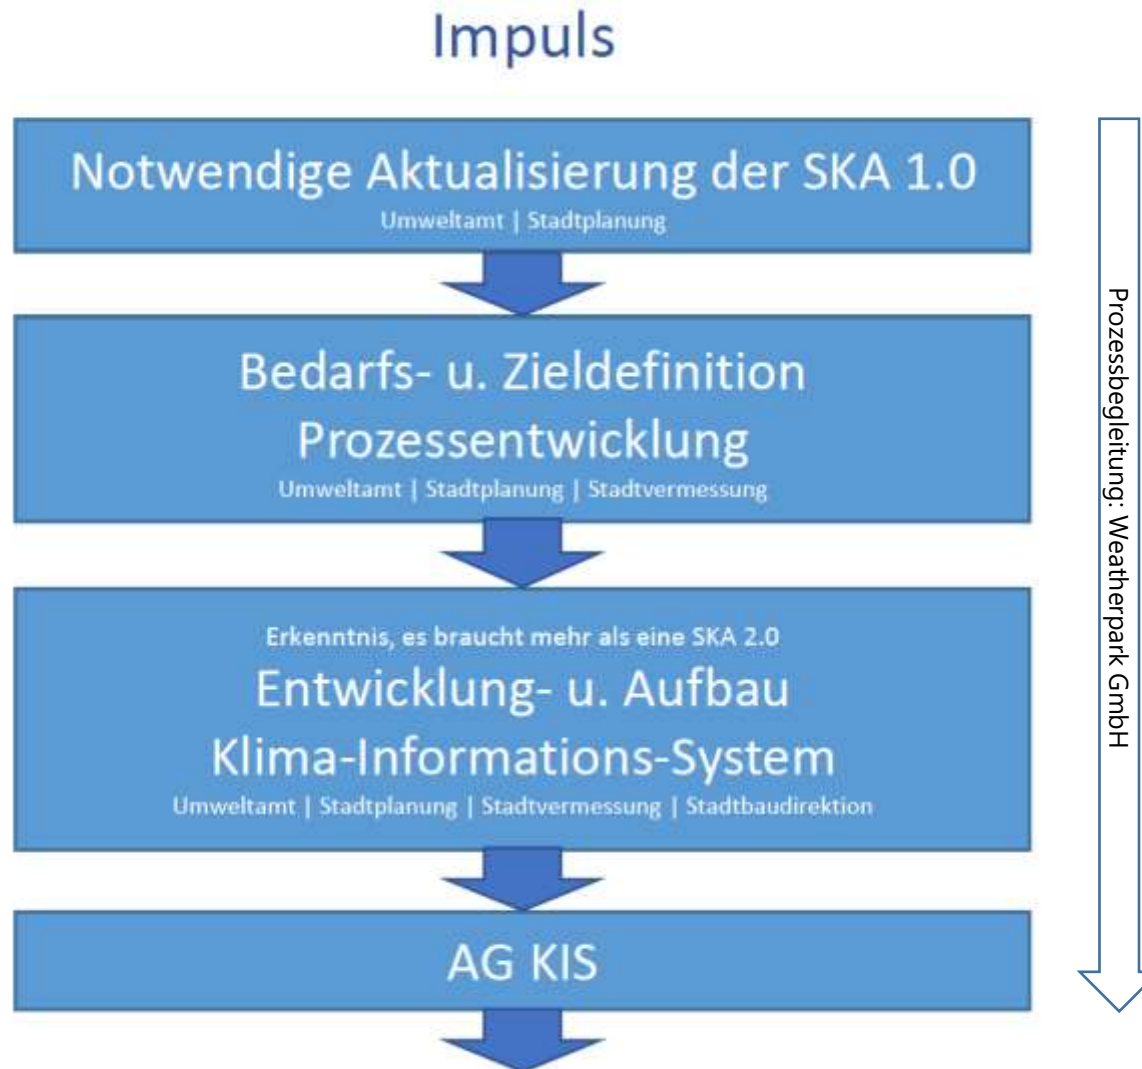 Impuls
Notwendige Aktualisierung der SKA 1.0
Umweltamt | Stadtplanung
Bedarfs- u. Zieldefinition
Prozessentwicklung
Umweltamt | Stadtplanung | Stadtvermessung
Erkenntnis, es braucht mehr als eine SKA 2.0
Entwicklung- u. Aufbau
Klima-Informations-System
Umweltamt | Stadtplanung | Stadtvermessung | Stadtbaudirektion
AG KIS
Prozessbegleitung: Weatherpark GmbH